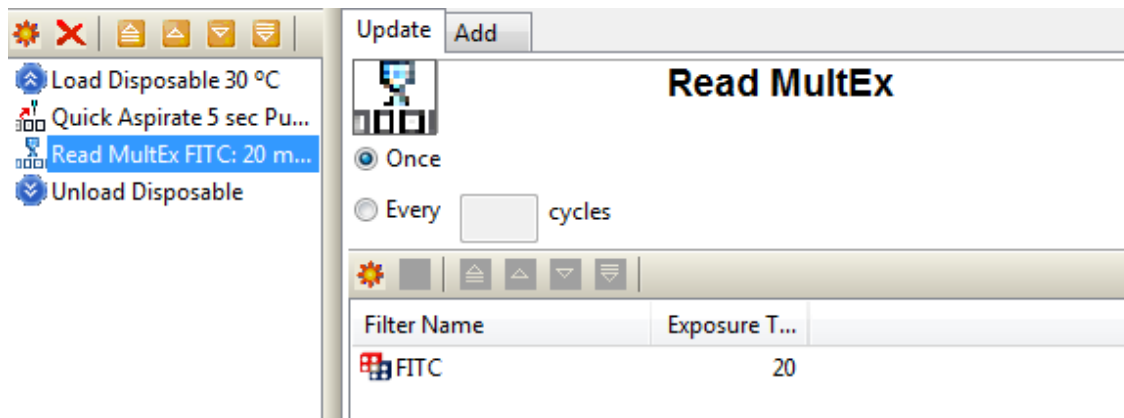 Load Disposable 30 ºC
Quick Aspirate 5 sec Pu...
Read MultEx FITC: 20 m...
Unload Disposable
Update Add
Read MultEx
Once
Every cycles
Filter Name Exposure T...
FITC 20